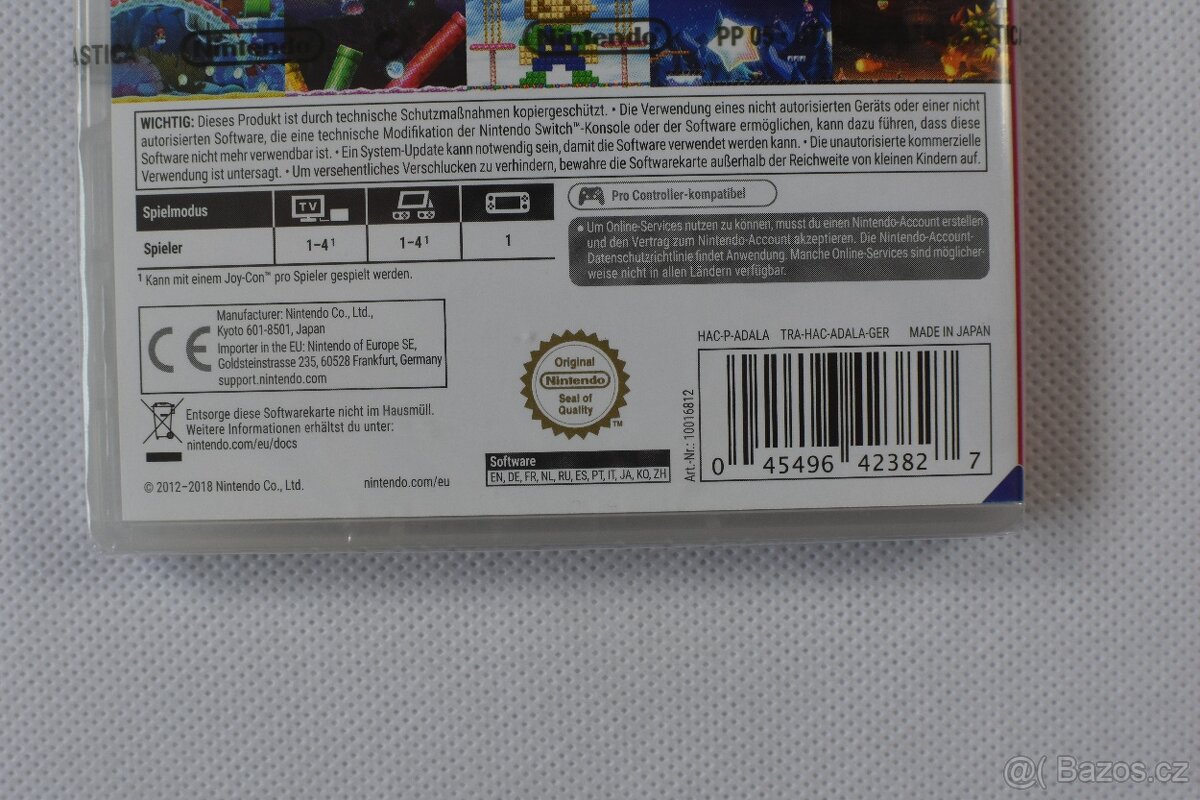 ASTICA
Nintendo
Nintendo
PP 05
WICHTIG: Dieses Produkt ist durch technische Schutzmaßnahmen kopiergeschützt. • Die Verwendung eines nicht autorisierten Geräts oder einer nicht
autorisierten Software, die eine technische Modifikation der Nintendo Switch™-Konsole oder der Software ermöglichen, kann dazu führen, dass diese
Software nicht mehr verwendbar ist. • Ein System-Update kann notwendig sein, damit die Software verwendet werden kann. • Die unautorisierte kommerzielle
Verwendung ist untersagt. • Um versehentliches Verschlucken zu verhindern, bewahre die Softwarekarte außerhalb der Reichweite von kleinen Kindern auf.
Spielmodus
TV
Spieler
1–4¹
1–4¹
1
¹ Kann mit einem Joy-Con™ pro Spieler gespielt werden.
Pro Controller-kompatibel
• Um Online-Services nutzen zu können, musst du einen Nintendo-Account erstellen
und den Vertrag zum Nintendo-Account akzeptieren. Die Nintendo-Account-
Datenschutzrichtlinie findet Anwendung. Manche Online-Services sind möglicher-
weise nicht in allen Ländern verfügbar.
CE
Manufacturer: Nintendo Co., Ltd.,
Kyoto 601-8501, Japan
Importer in the EU: Nintendo of Europe SE,
Goldsteinstrasse 235, 60528 Frankfurt, Germany
support.nintendo.com
Entsorge diese Softwarekarte nicht im Hausmüll.
Weitere Informationen erhältst du unter:
nintendo.com/eu/docs
© 2012–2018 Nintendo Co., Ltd.
nintendo.com/eu
Original
Nintendo
Seal of
Quality
™
Software
EN, DE, FR, NL, RU, ES, PT, IT, JA, KO, ZH
HAC-P-ADALA TRA-HAC-ADALA-GER MADE IN JAPAN
Art.-Nr.: 10016812
0 45496 42382 7
@( Bazos.cz